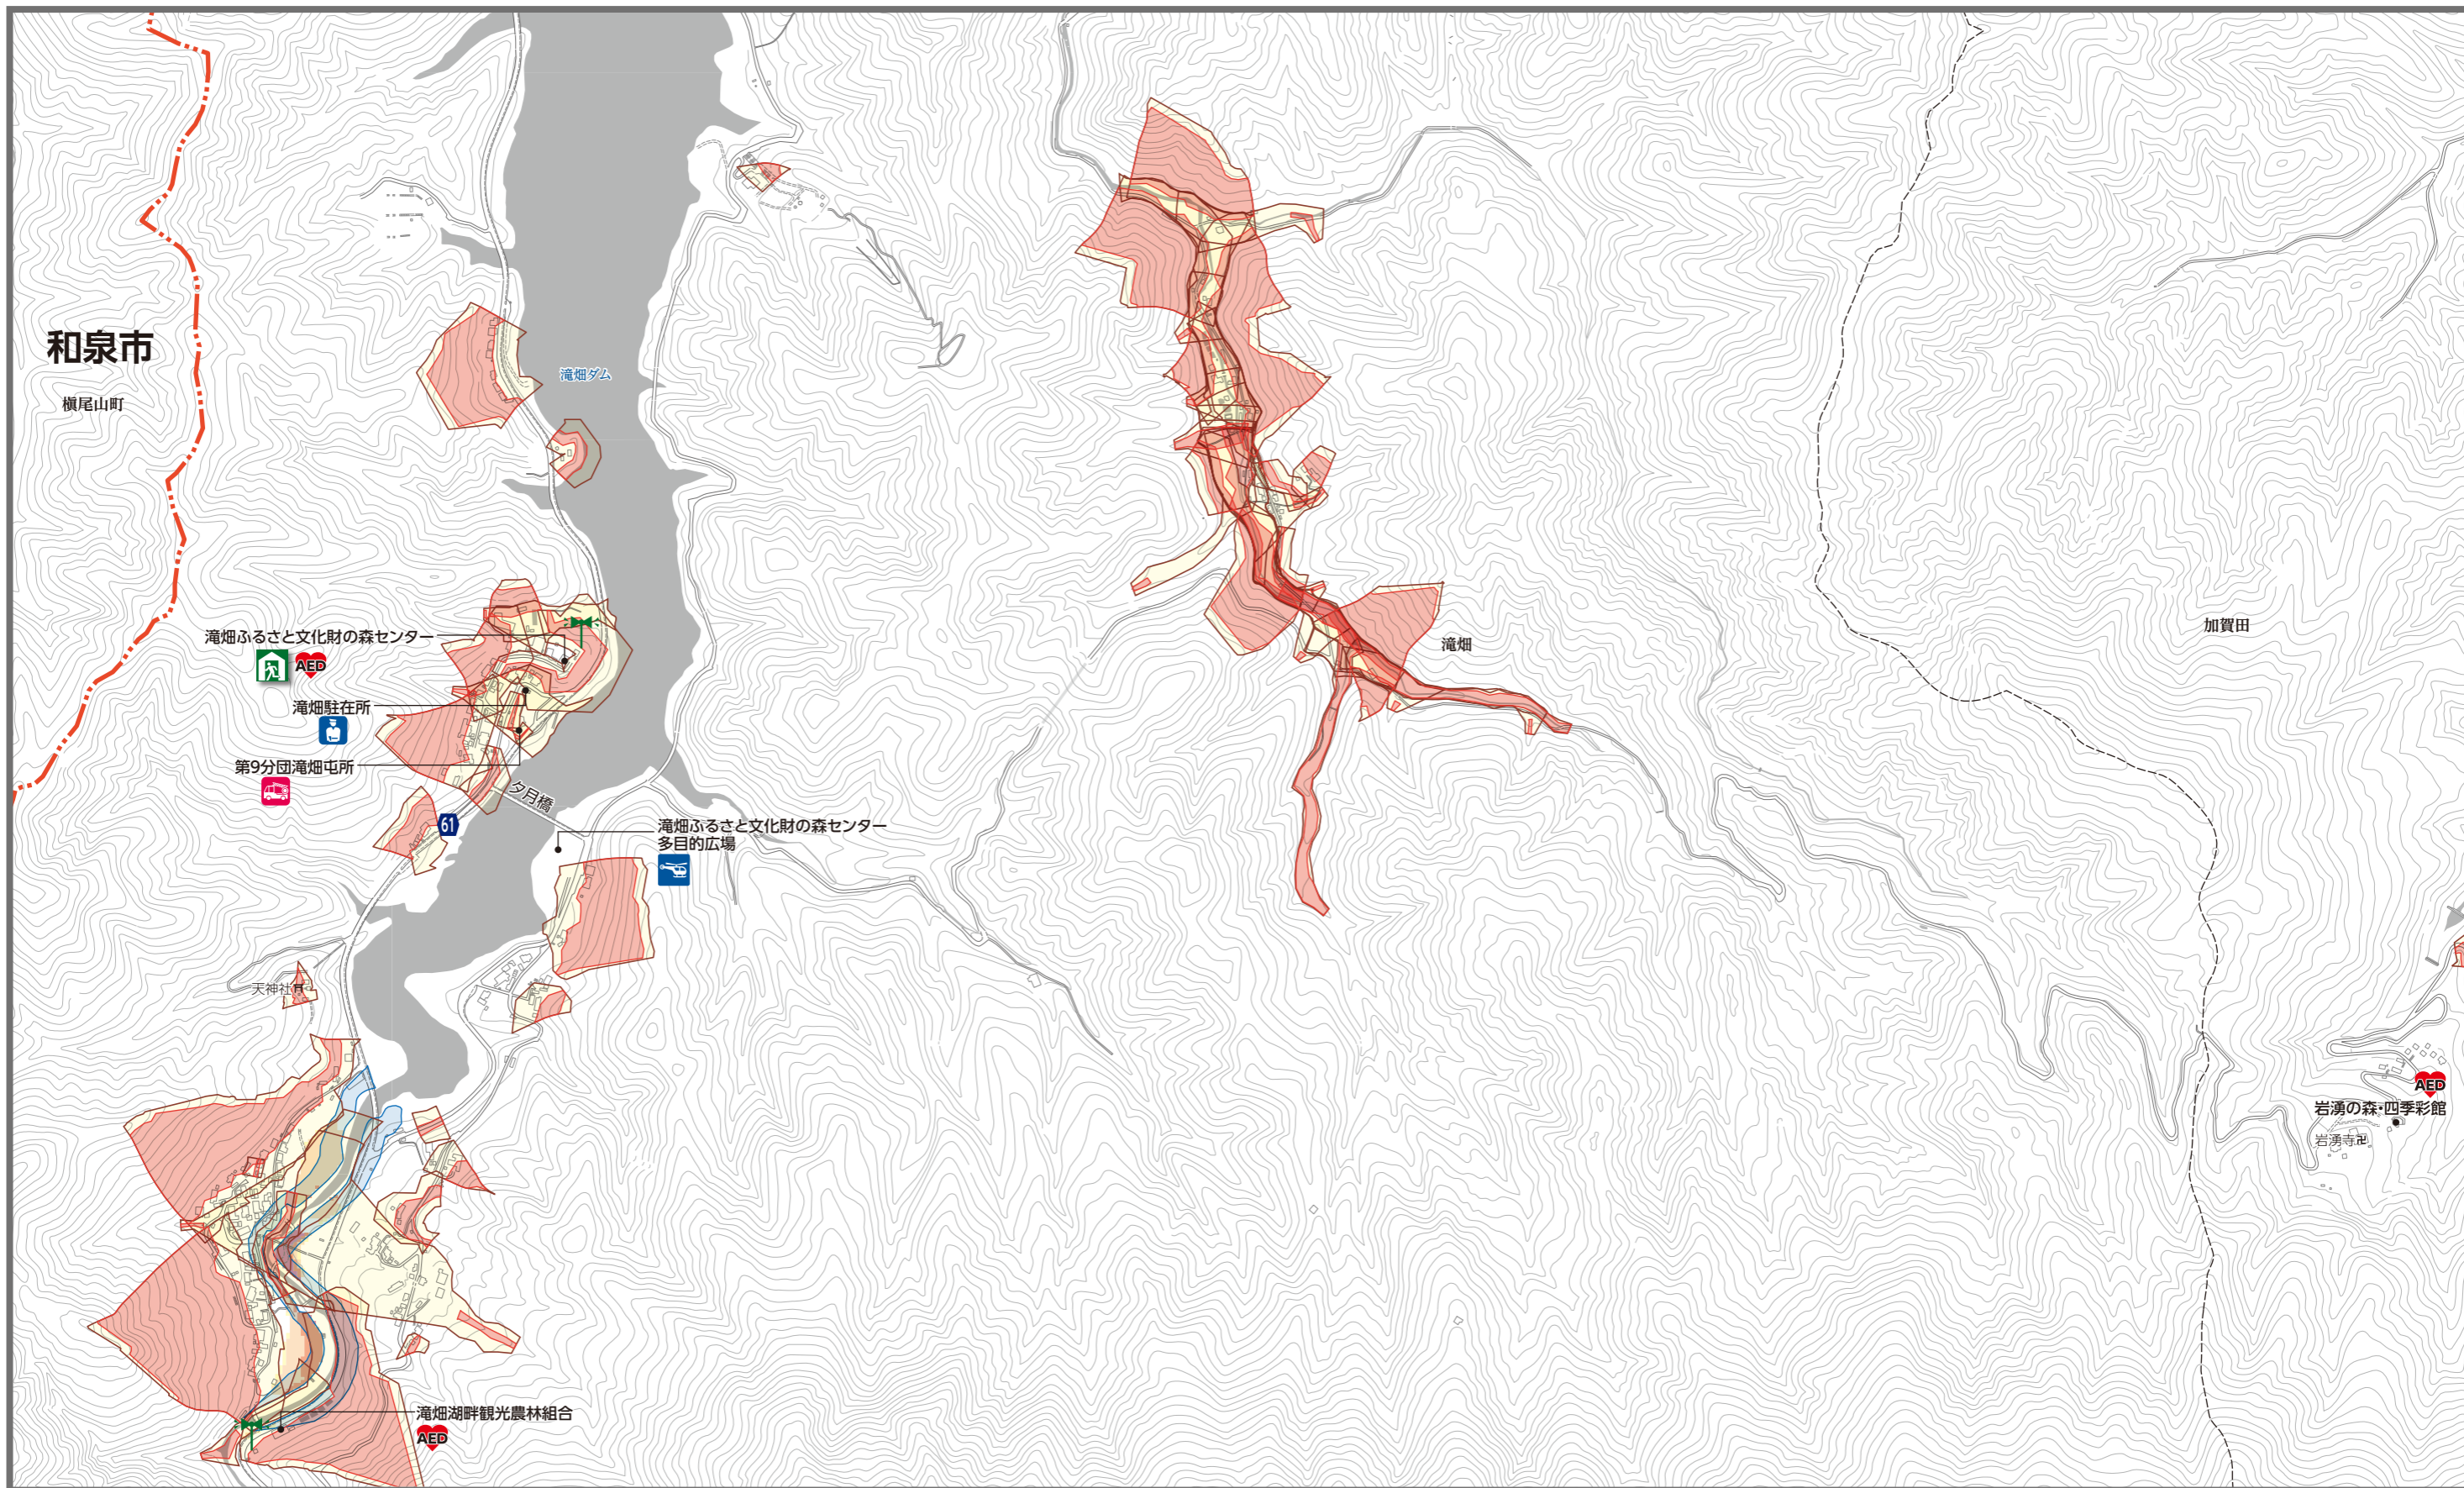 和泉市
槇尾山町
滝畑ダム
滝畑ふるさと文化財の森センター
AED
滝畑駐在所
第9分団滝畑屯所
夕月橋
61
滝畑ふるさと文化財の森センター
多目的広場
天神社
滝畑
加賀田
AED
岩湧の森・四季彩館
岩湧寺
滝畑湖畔観光農林組合
AED